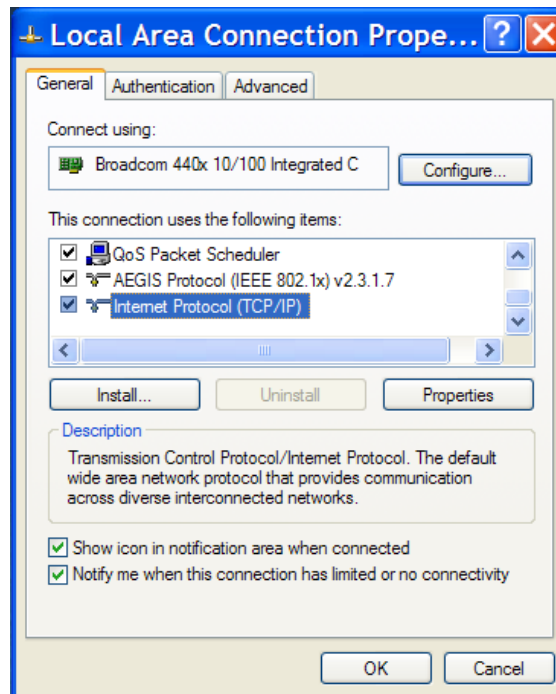 Local Area Connection Prope... ?
General Authentication Advanced
Connect using:
Broadcom 440x 10/100 Integrated C Configure...
This connection uses the following items:
QoS Packet Scheduler
AEGIS Protocol (IEEE 802.1x) v2.3.1.7
Internet Protocol (TCP/IP)
Install... Uninstall Properties
Description
Transmission Control Protocol/Internet Protocol. The default
wide area network protocol that provides communication
across diverse interconnected networks.
Show icon in notification area when connected
Notify me when this connection has limited or no connectivity
OK Cancel